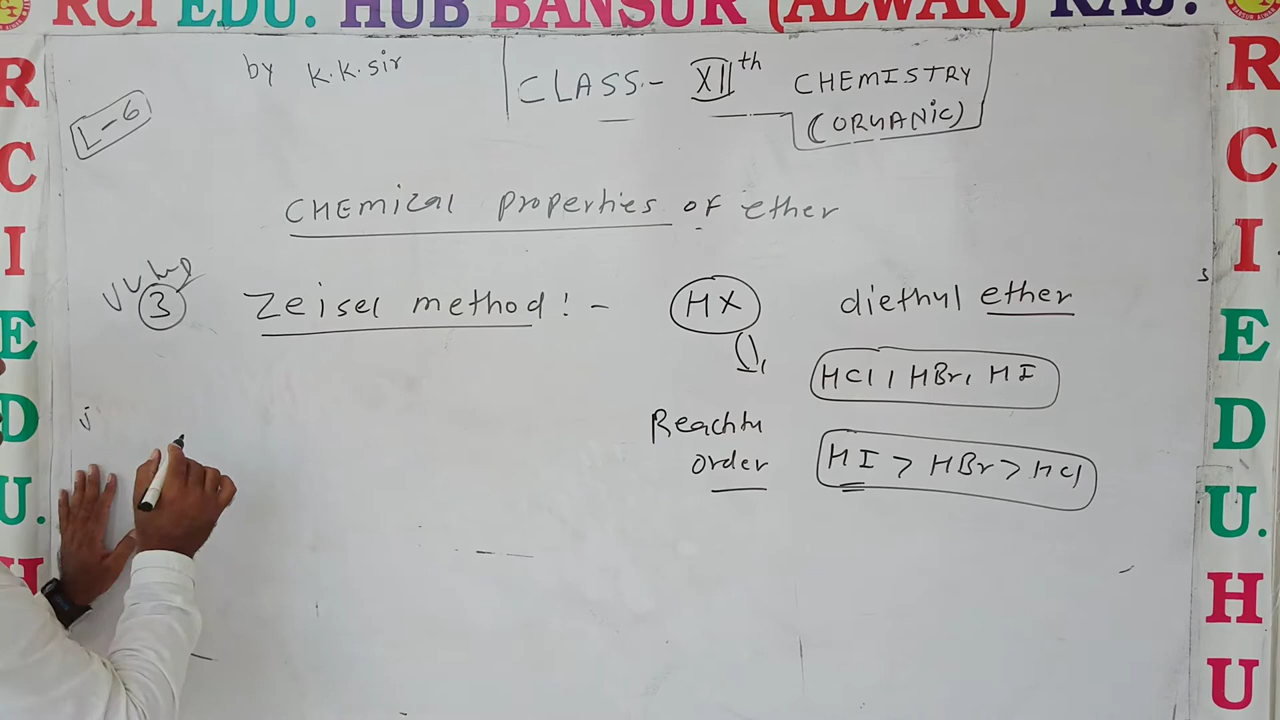 RCI EDU. HUB BANSUR (ALWAR) RAJ.
by K.K.sir
CLASS:- XIIth CHEMISTRY
(ORGANIC)
L-6
CHEMICAL properties of ether
3 Zeisel method:- HX diethyl ether
HCl, HBr, HI
order HI > HBr > HCl
R
C
I
E
D
U.
H
R
C
I
E
D
U.
H
U